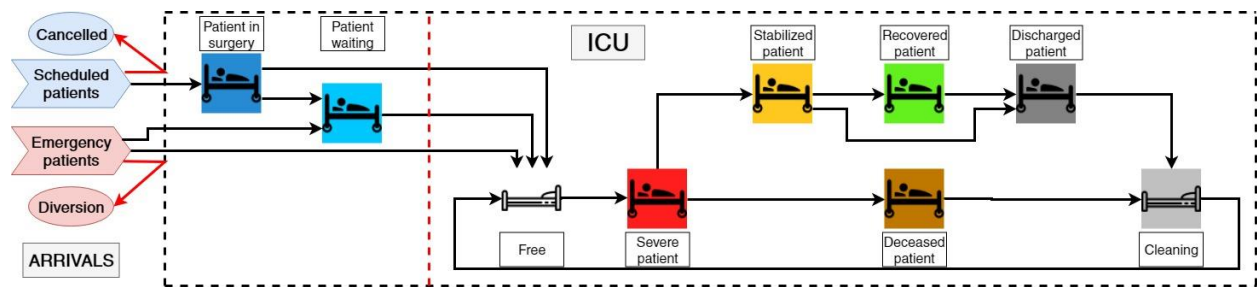 Cancelled
Scheduled
patients
Emergency
patients
Diversion
ARRIVALS
Patient in
surgery
Patient
waiting
ICU
Stabilized
patient
Recovered
patient
Discharged
patient
Free
Severe
patient
Deceased
patient
Cleaning